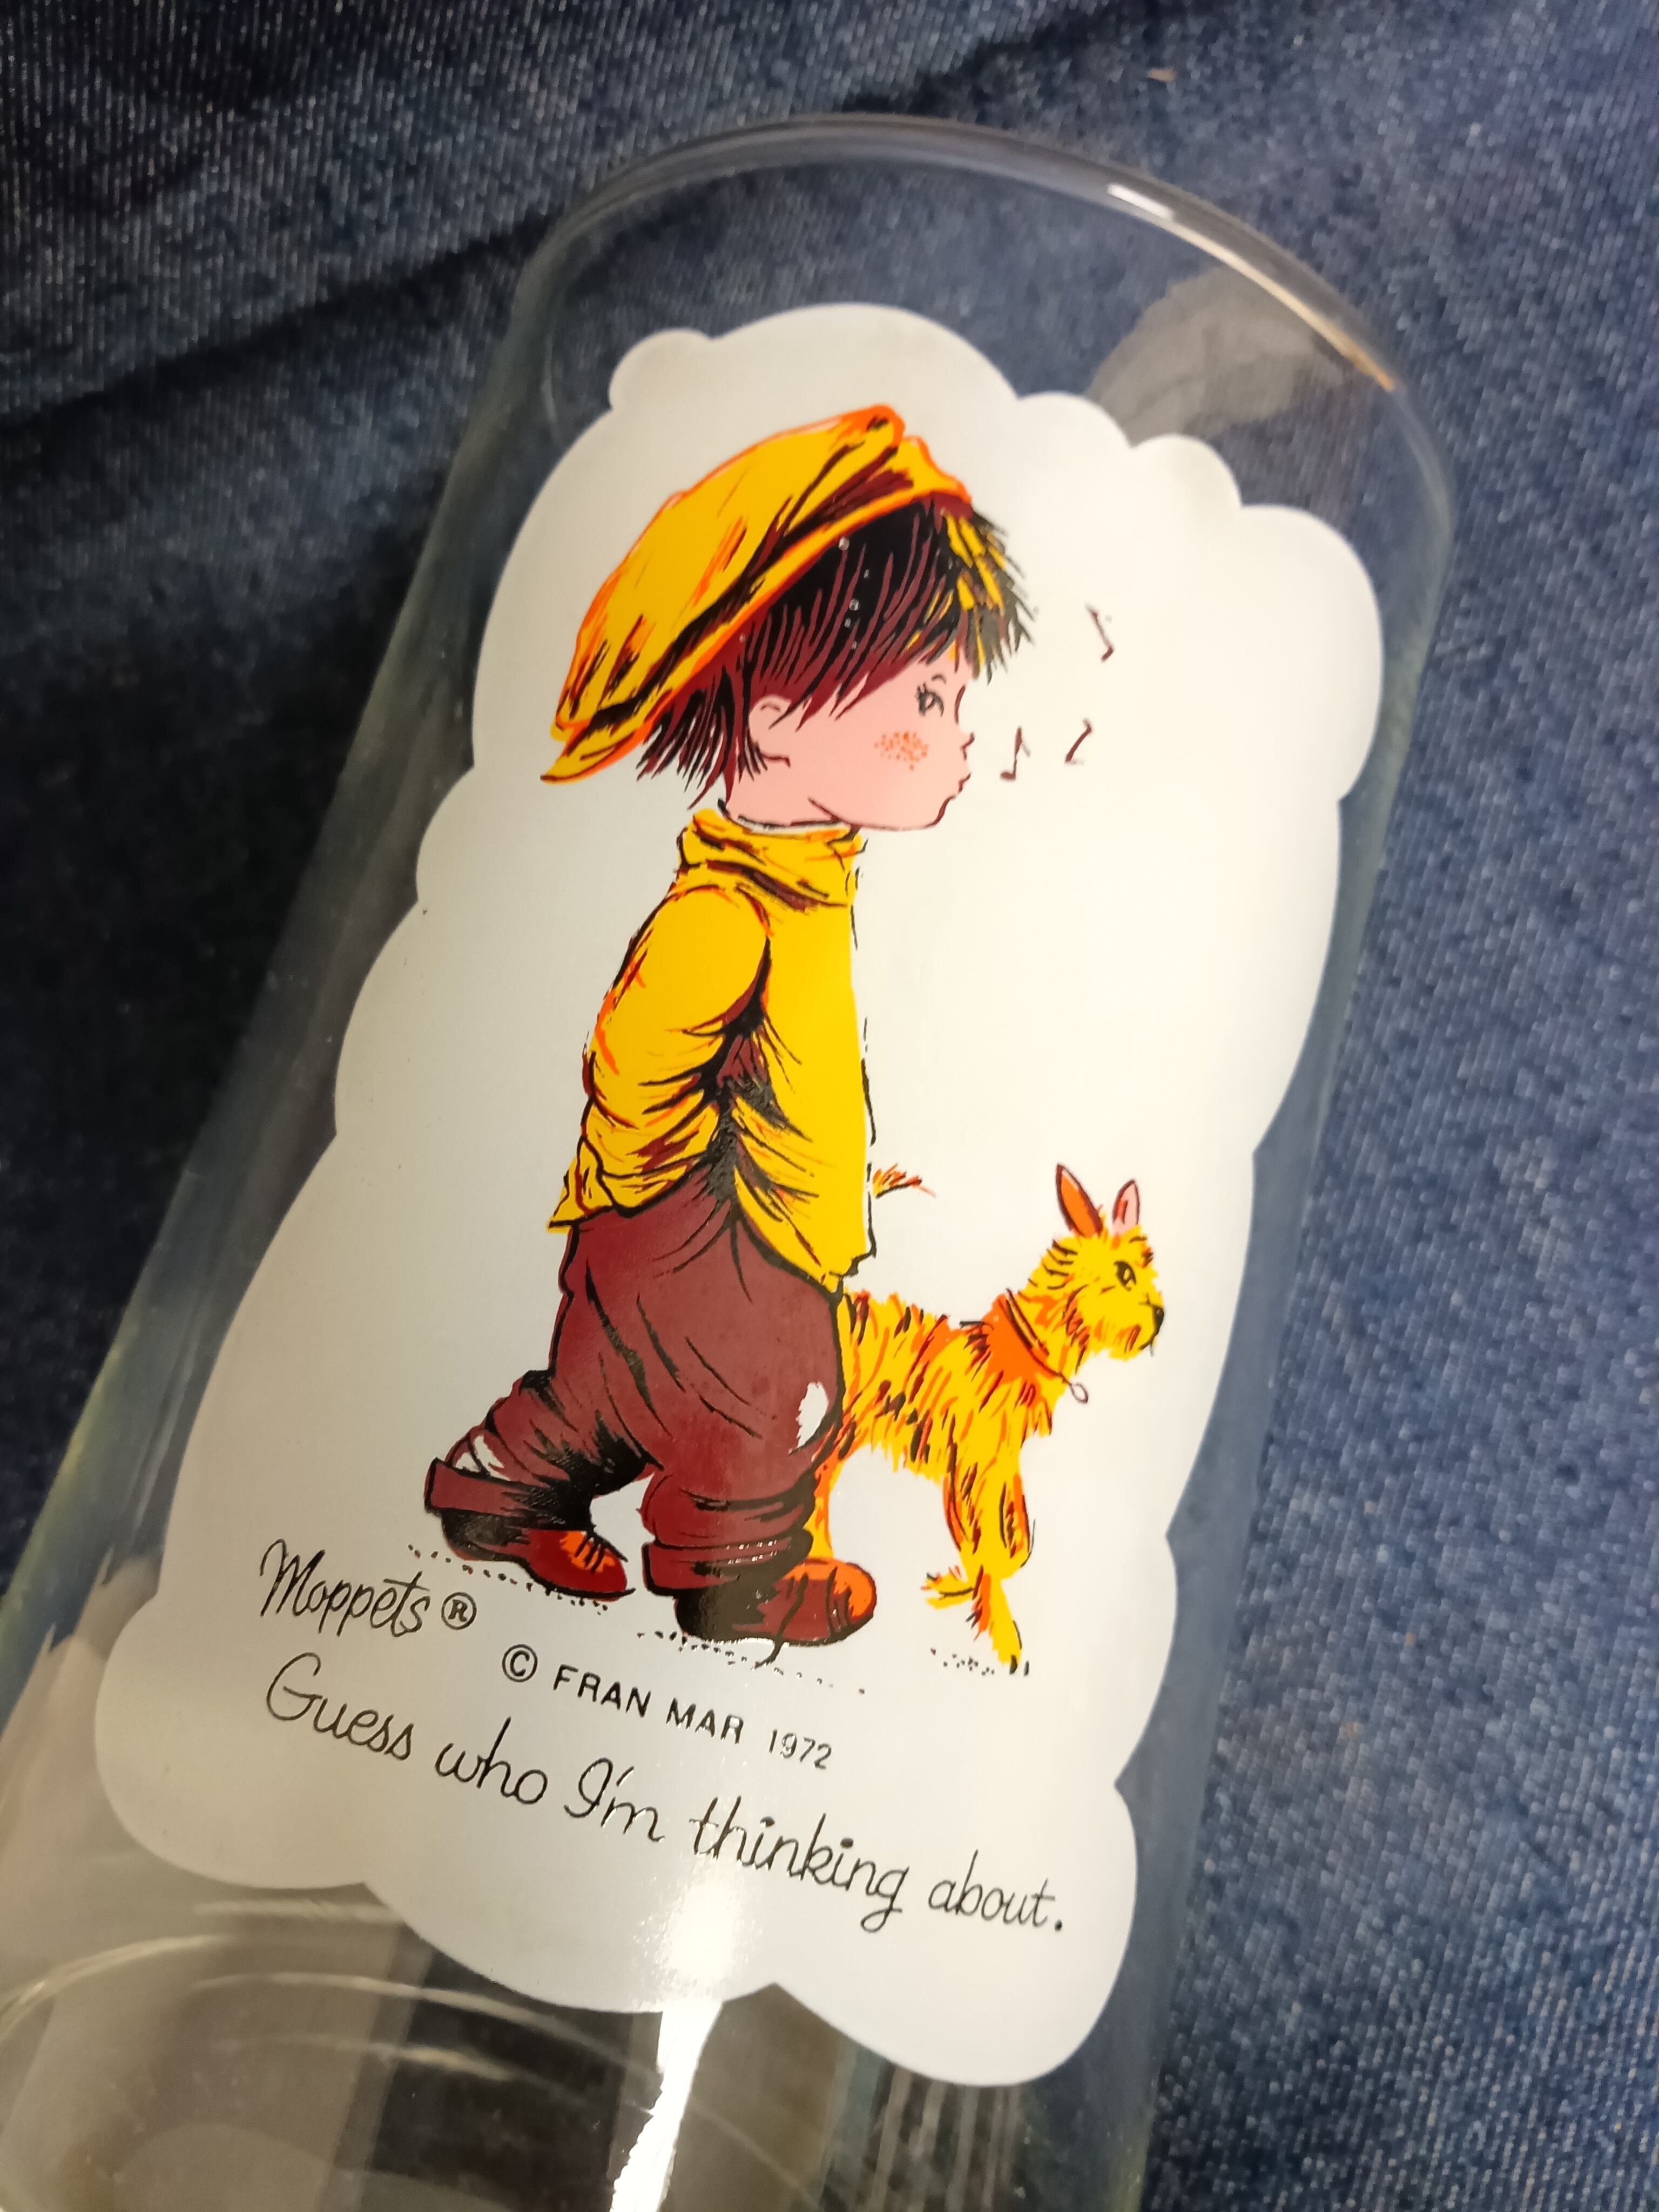 Moppets®
© FRAN MAR 1972
Guess who I'm thinking about.